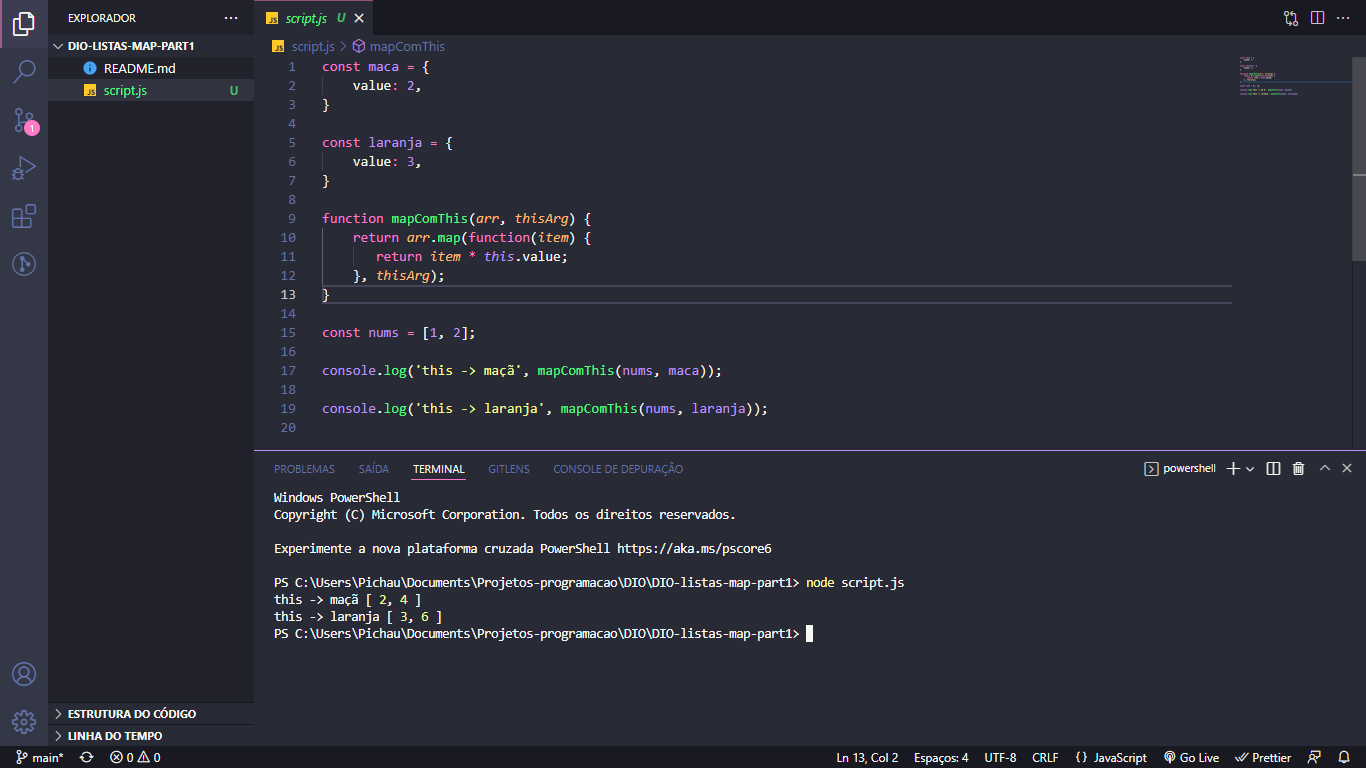 EXPLORADOR
DIO-LISTAS-MAP-PART1
README.md
script.js U
1
ESTRUTURA DO CÓDIGO
LINHA DO TEMPO
JS script.js U
JS script.js > mapComThis
1 const maca = {
2     value: 2,
3 }
4
5 const laranja = {
6     value: 3,
7 }
8
9 function mapComThis(arr, thisArg) {
10     return arr.map(function(item) {
11        return item * this.value;
12     }, thisArg);
13 }
14
15 const nums = [1, 2];
16
17 console.log('this -> maçã', mapComThis(nums, maca));
18
19 console.log('this -> laranja', mapComThis(nums, laranja));
20
PROBLEMAS SAÍDA TERMINAL GITLENS CONSOLE DE DEPURAÇÃO powershell
Windows PowerShell
Copyright (C) Microsoft Corporation. Todos os direitos reservados.
Experimente a nova plataforma cruzada PowerShell https://aka.ms/pscore6
PS C:\Users\Pichau\Documents\Projetos-programacao\DIO\DIO-listas-map-part1> node script.js
this -> maçã [ 2, 4 ]
this -> laranja [ 3, 6 ]
PS C:\Users\Pichau\Documents\Projetos-programacao\DIO\DIO-listas-map-part1>
main* 0 0 Ln 13, Col 2 Espaços: 4 UTF-8 CRLF {} JavaScript Go Live Prettier